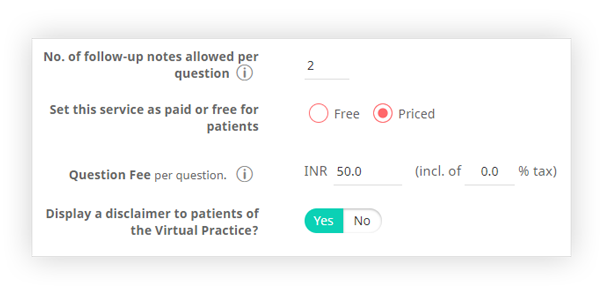 No. of follow-up notes allowed per
question i
2
Set this service as paid or free for
patients
Free Priced
Question Fee per question. i
INR 50.0 (incl. of 0.0 % tax)
Display a disclaimer to patients of
the Virtual Practice?
Yes No